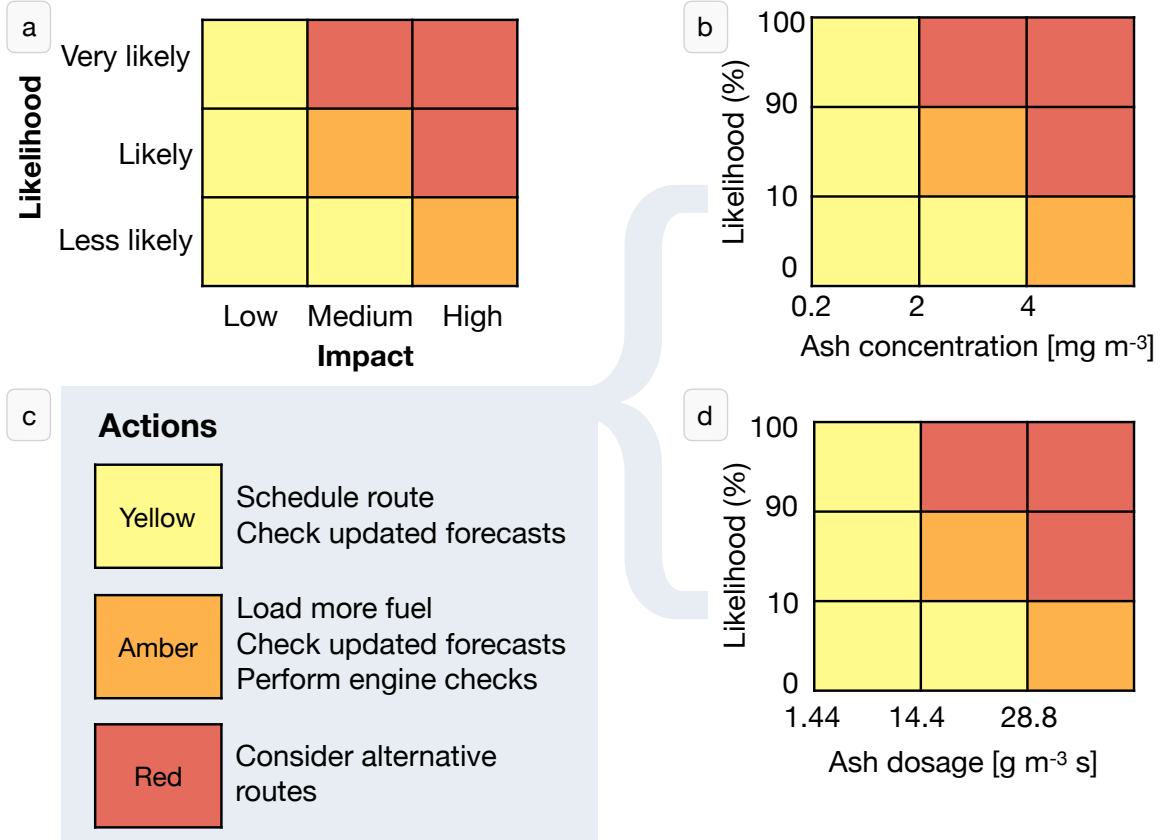 a
Likelihood
Very likely
Likely
Less likely
Low Medium High
Impact
b
Likelihood (%)
100
90
10
0
0.2 2 4
Ash concentration [mg m-3]
c
Actions
Yellow
Schedule route
Check updated forecasts
Amber
Load more fuel
Check updated forecasts
Perform engine checks
Red
Consider alternative
routes
d
Likelihood (%)
100
90
10
0
1.44 14.4 28.8
Ash dosage [g m-3 s]